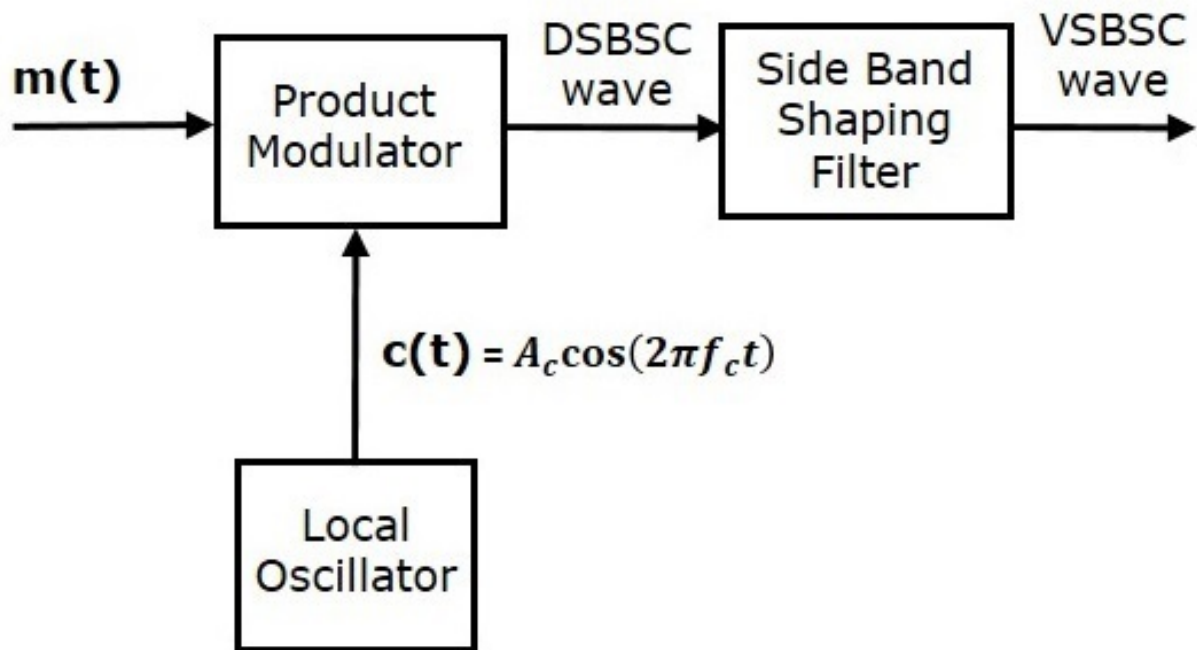 m(t)
Product
Modulator
DSBSC
wave
Side Band
Shaping
Filter
VSBSC
wave
c(t) = A_c cos(2πf_c t)
Local
Oscillator